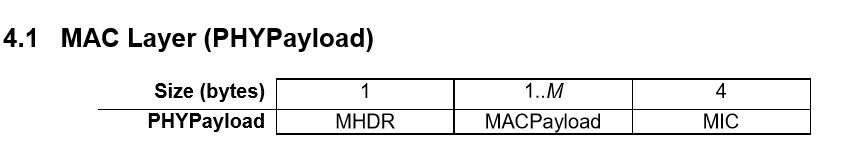 4.1 MAC Layer (PHYPayload)
Size (bytes) 1 1..M 4
PHYPayload MHDR MACPayload MIC